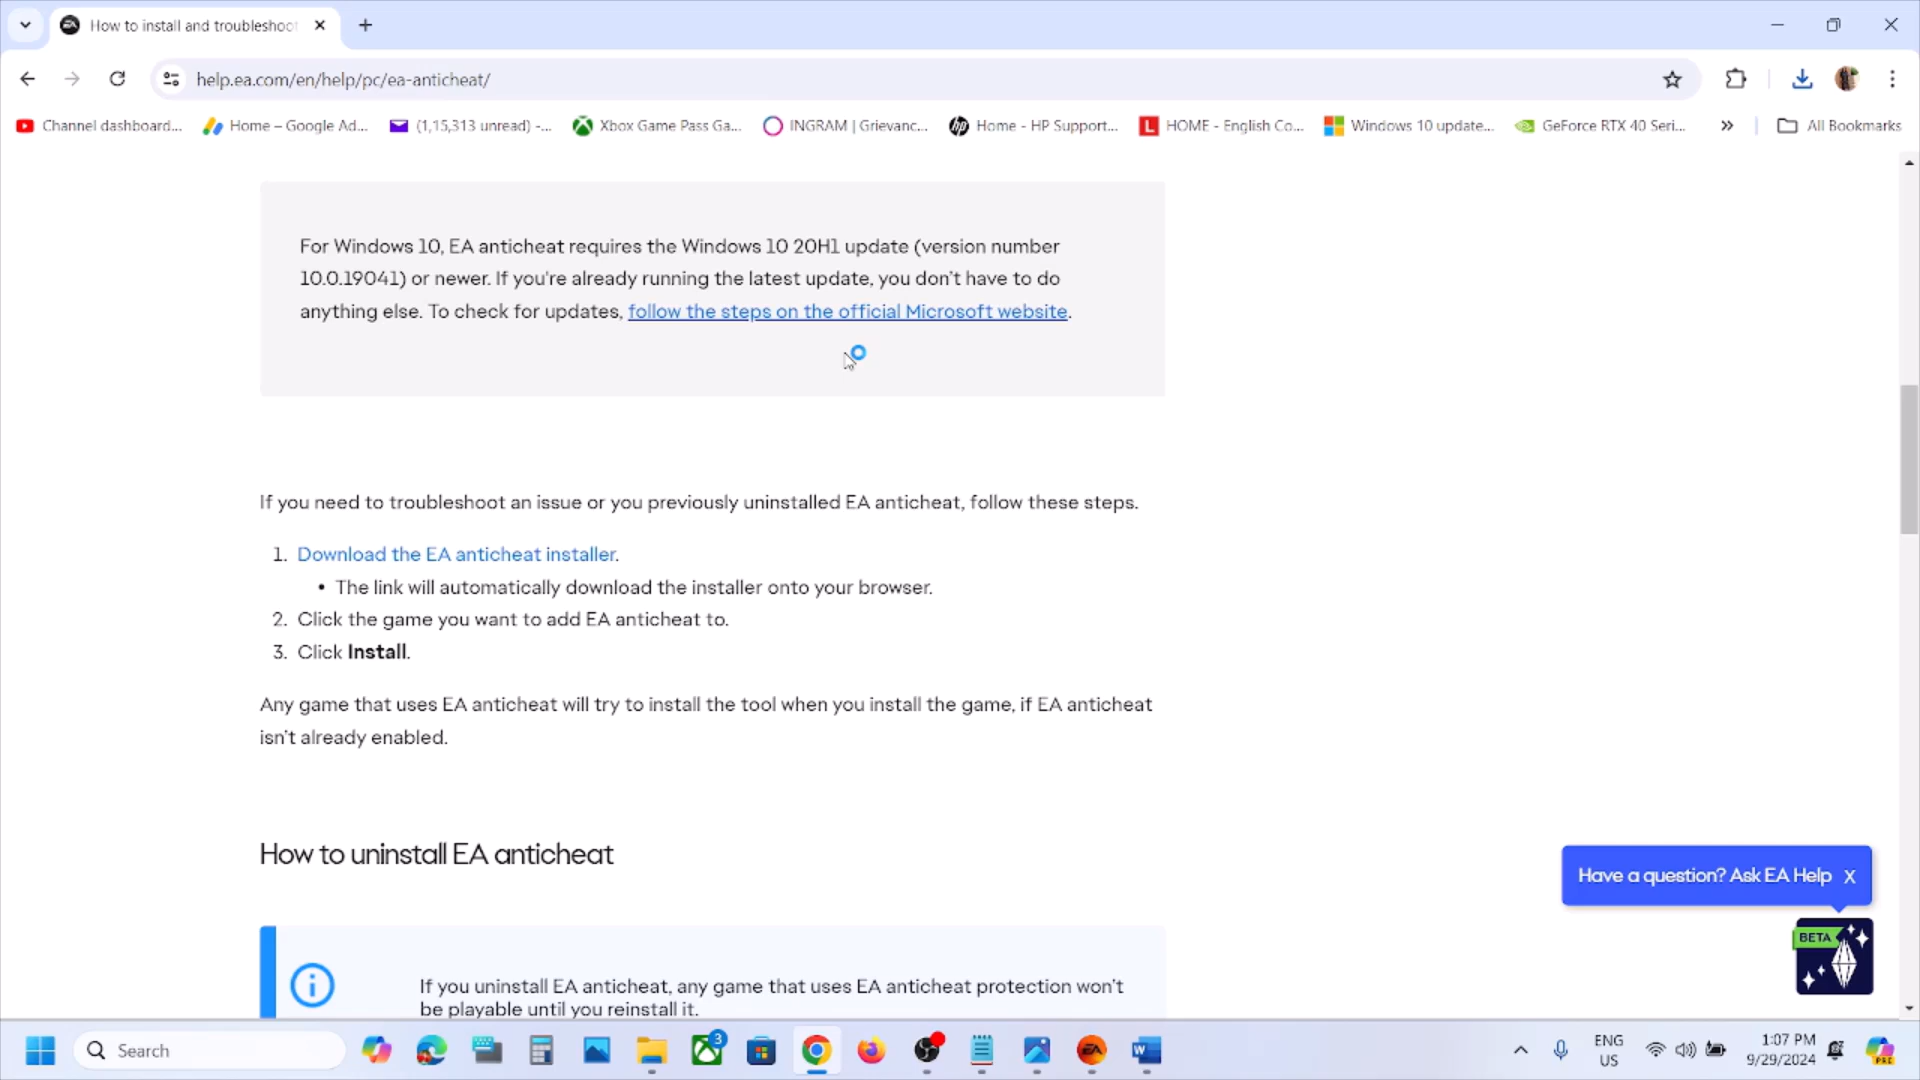 How to install and troubleshoot
help.ea.com/en/help/pc/ea-anticheat/
Channel dashboard...
Home – Google Ad...
(1,15,313 unread) -...
Xbox Game Pass Ga...
INGRAM | Grievanc...
Home - HP Support...
L
HOME - English Co...
Windows 10 update...
GeForce RTX 40 Seri...
All Bookmarks
For Windows 10, EA anticheat requires the Windows 10 20H1 update (version number
10.0.19041) or newer. If you're already running the latest update, you don't have to do
anything else. To check for updates, follow the steps on the official Microsoft website.
If you need to troubleshoot an issue or you previously uninstalled EA anticheat, follow these steps.
1. Download the EA anticheat installer.
• The link will automatically download the installer onto your browser.
2. Click the game you want to add EA anticheat to.
3. Click Install.
Any game that uses EA anticheat will try to install the tool when you install the game, if EA anticheat
isn't already enabled.
How to uninstall EA anticheat
If you uninstall EA anticheat, any game that uses EA anticheat protection won't
be playable until you reinstall it.
Have a question? Ask EA Help X
BETA
Search
3
ENG
US
1:07 PM
9/29/2024
PRE